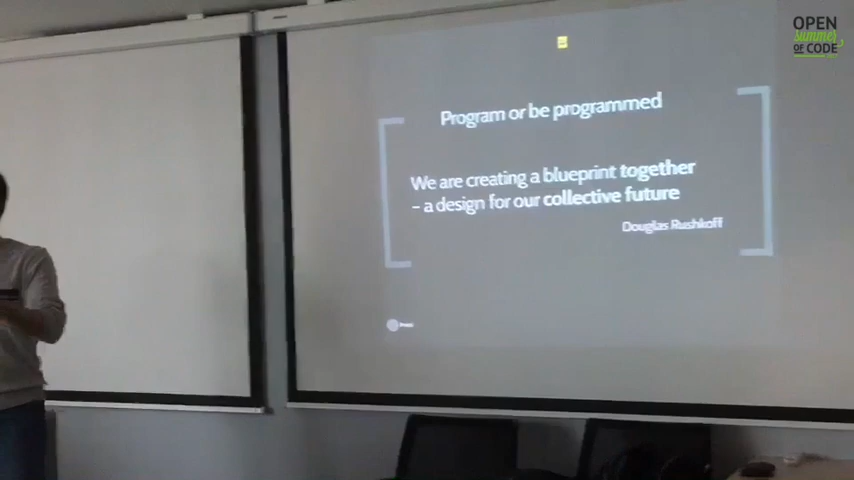 OPEN
summer
OF CODE
Program or be programmed
We are creating a blueprint together
– a design for our collective future
Douglas Rushkoff